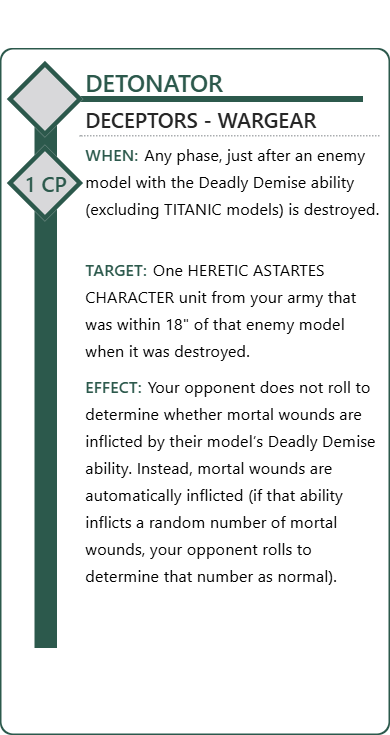 DETONATOR
DECEPTORS - WARGEAR
WHEN: Any phase, just after an enemy
model with the Deadly Demise ability
1 CP
(excluding TITANIC models) is destroyed.
TARGET: One HERETIC ASTARTES
CHARACTER unit from your army that
was within 18" of that enemy model
when it was destroyed.
EFFECT: Your opponent does not roll to
determine whether mortal wounds are
inflicted by their model’s Deadly Demise
ability. Instead, mortal wounds are
automatically inflicted (if that ability
inflicts a random number of mortal
wounds, your opponent rolls to
determine that number as normal).